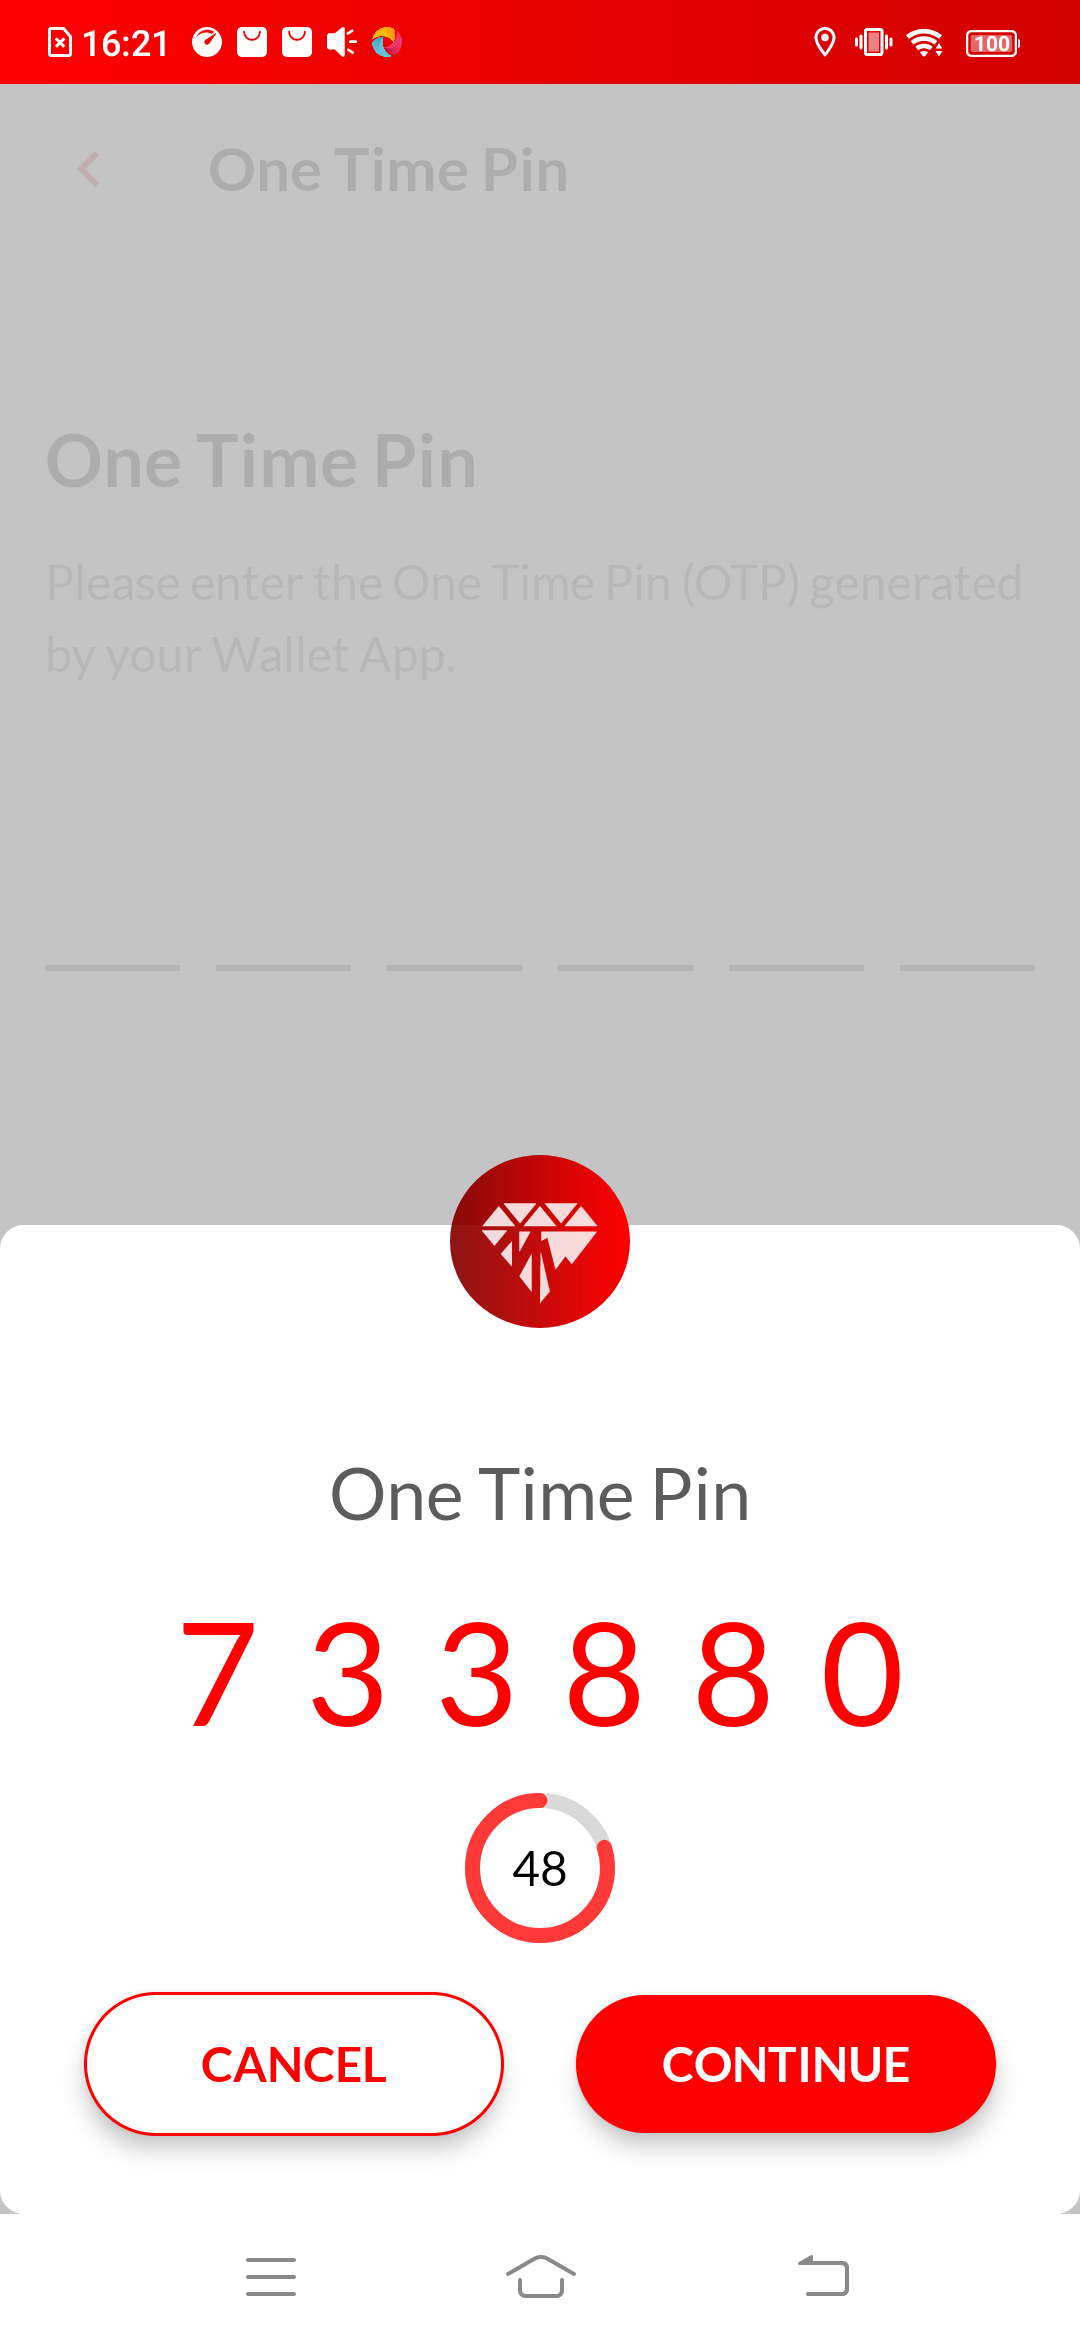 16:21
100
One Time Pin
One Time Pin
Please enter the One Time Pin (OTP) generated
by your Wallet App.
One Time Pin
7 3 3 8 8 0
48
CANCEL
CONTINUE